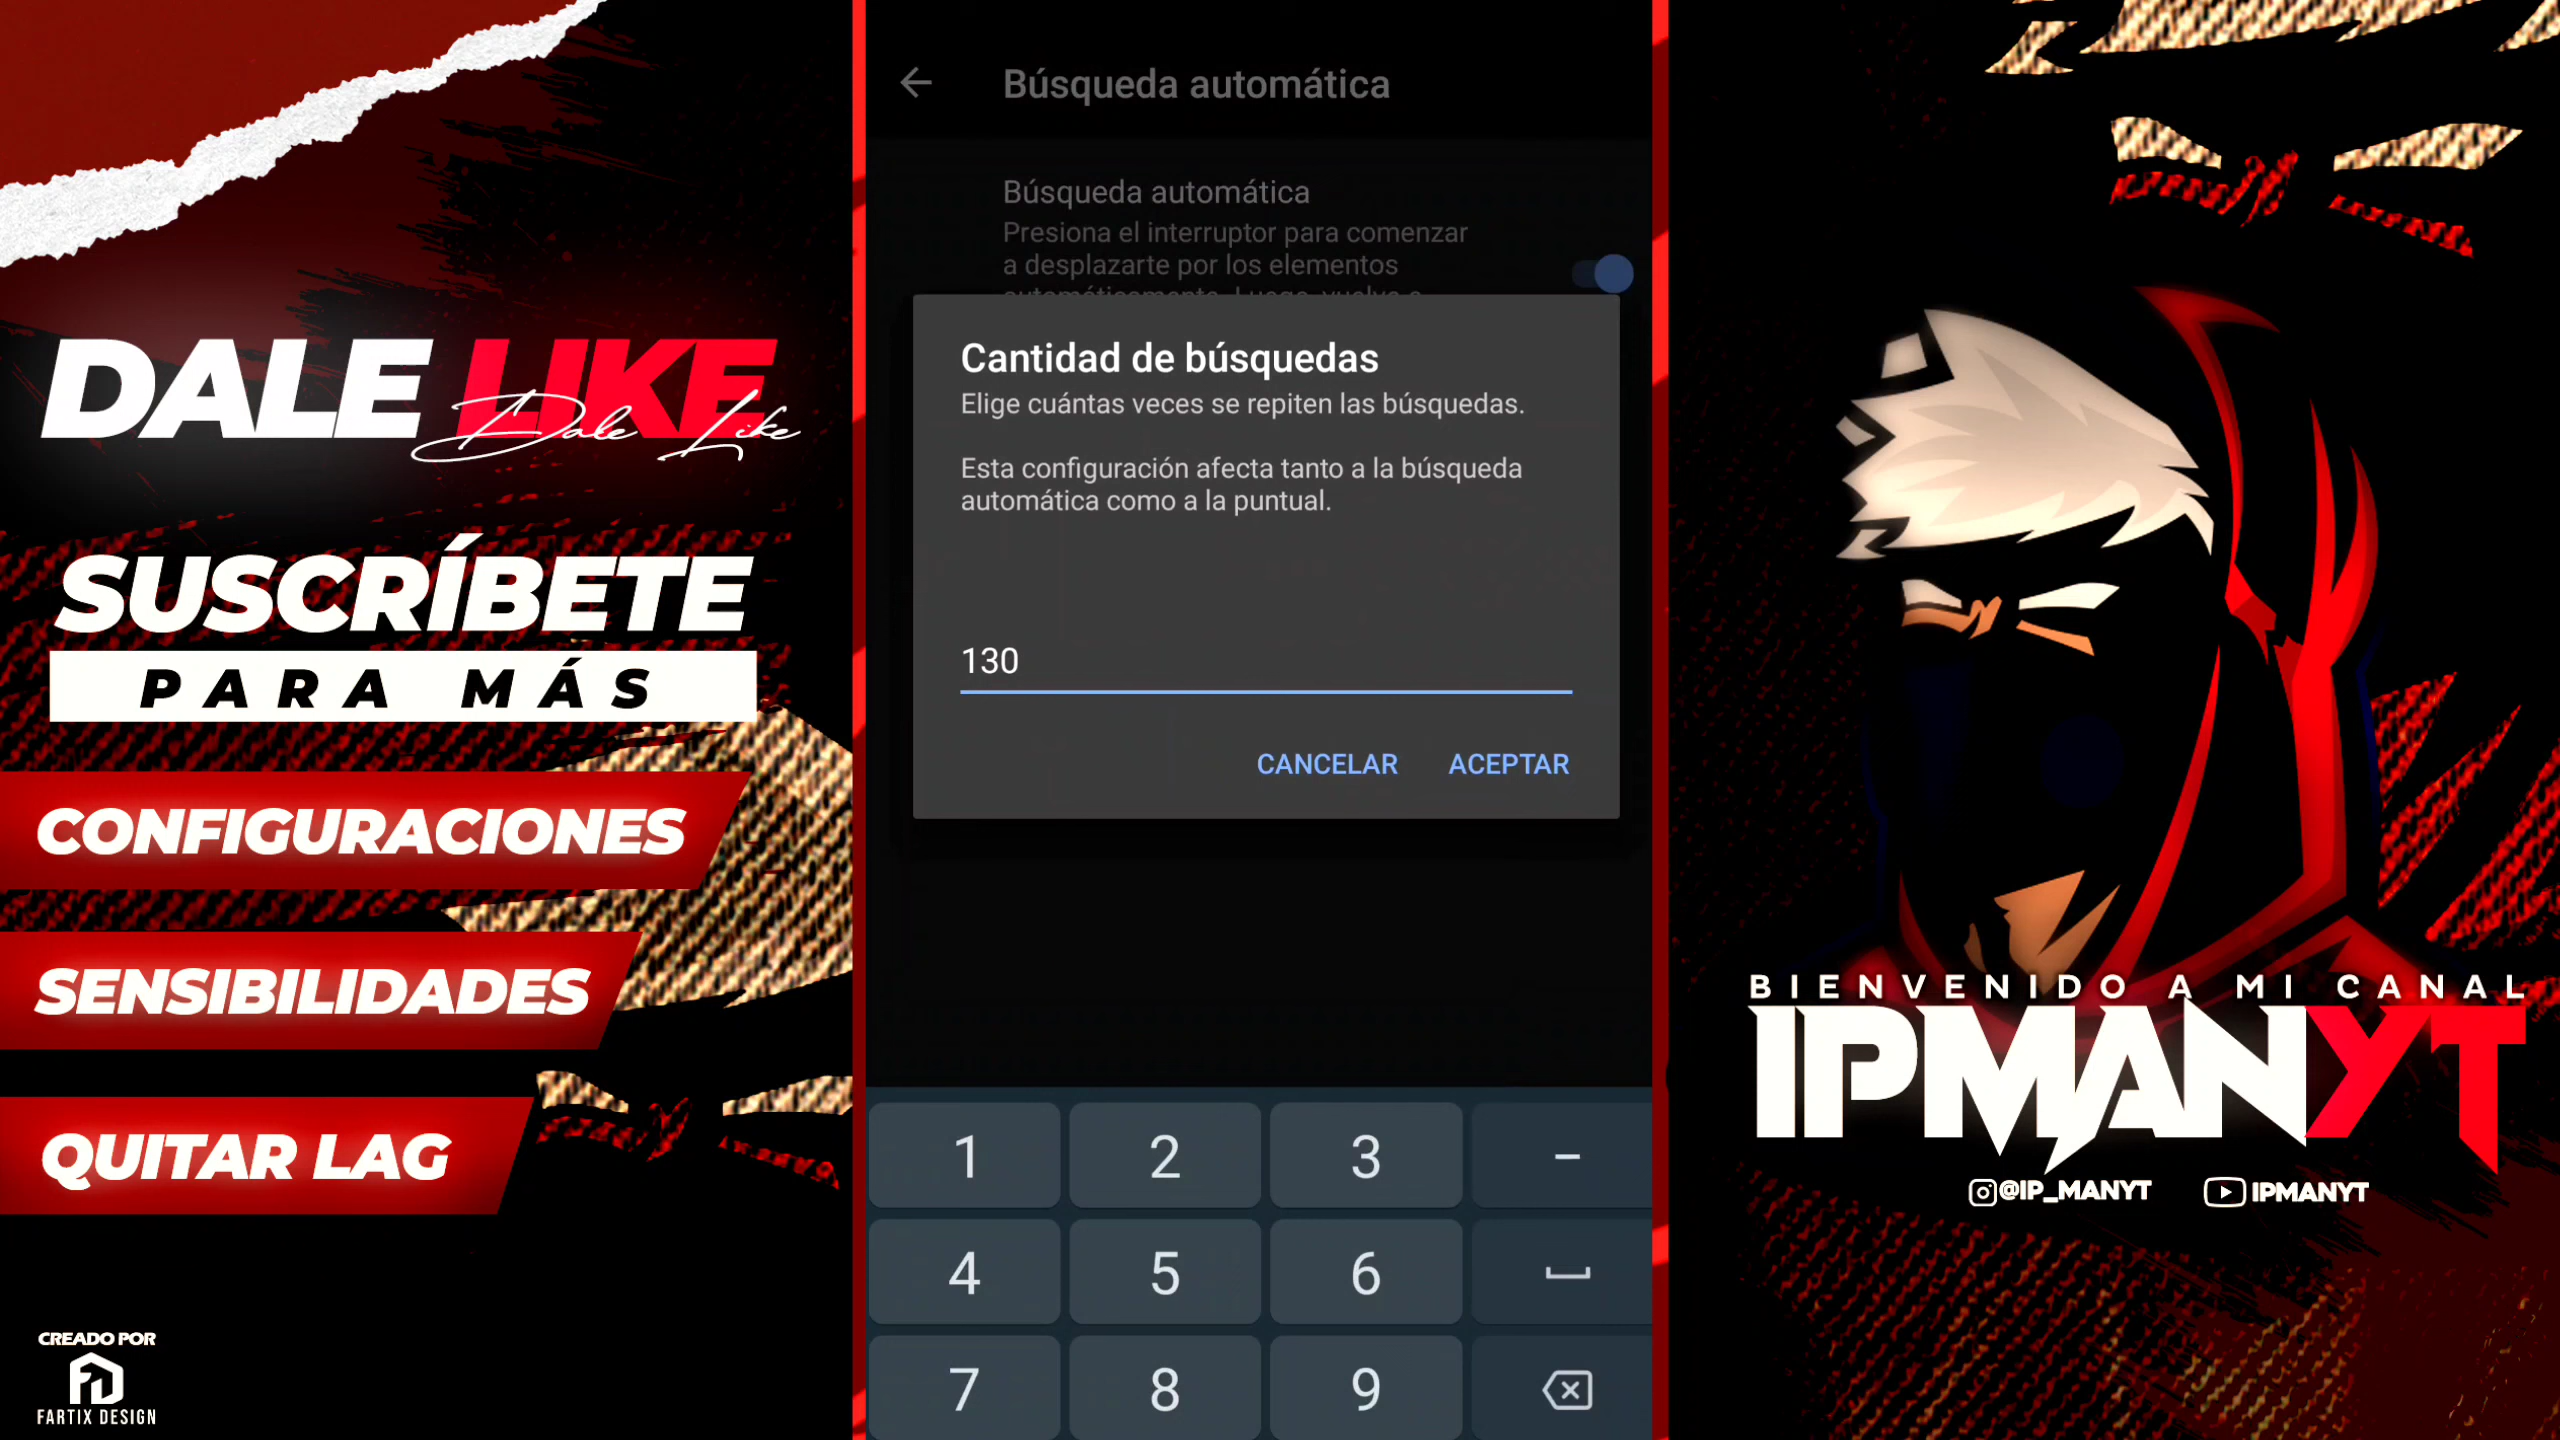 DALE LIKE
Dale Like
SUSCRÍBETE
PARA MÁS
CONFIGURACIONES
SENSIBILIDADES
QUITAR LAG
CREADO POR
FARTIX DESIGN
Búsqueda automática
Búsqueda automática
Presiona el interruptor para comenzar
a desplazarte por los elementos
automáticamente. Luego, vuelve a
Cantidad de búsquedas
Elige cuántas veces se repiten las búsquedas.
Esta configuración afecta tanto a la búsqueda
automática como a la puntual.
130
CANCELAR ACEPTAR
1 2 3 –
4 5 6
7 8 9
BIENVENIDO A MI CANAL
IPMANYT
@IP_MANYT IPMANYT